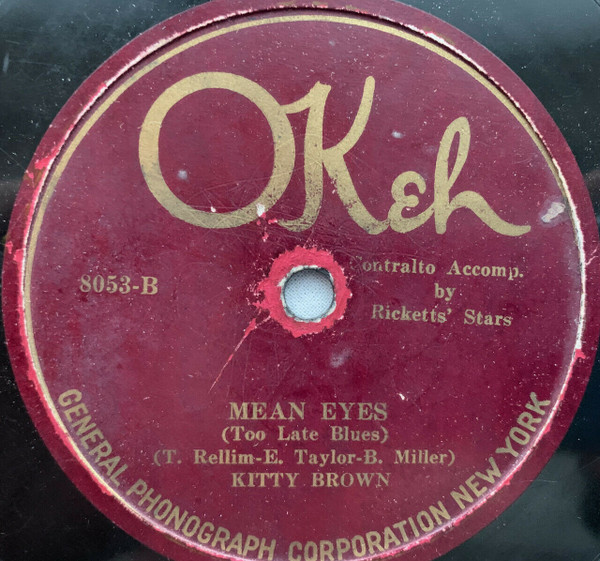 OKeh
8053-B
Contralto Accomp.
by
Ricketts' Stars
MEAN EYES
(Too Late Blues)
(T. Rellim-E. Taylor-B. Miller)
KITTY BROWN
GENERAL PHONOGRAPH CORPORATION NEW YORK